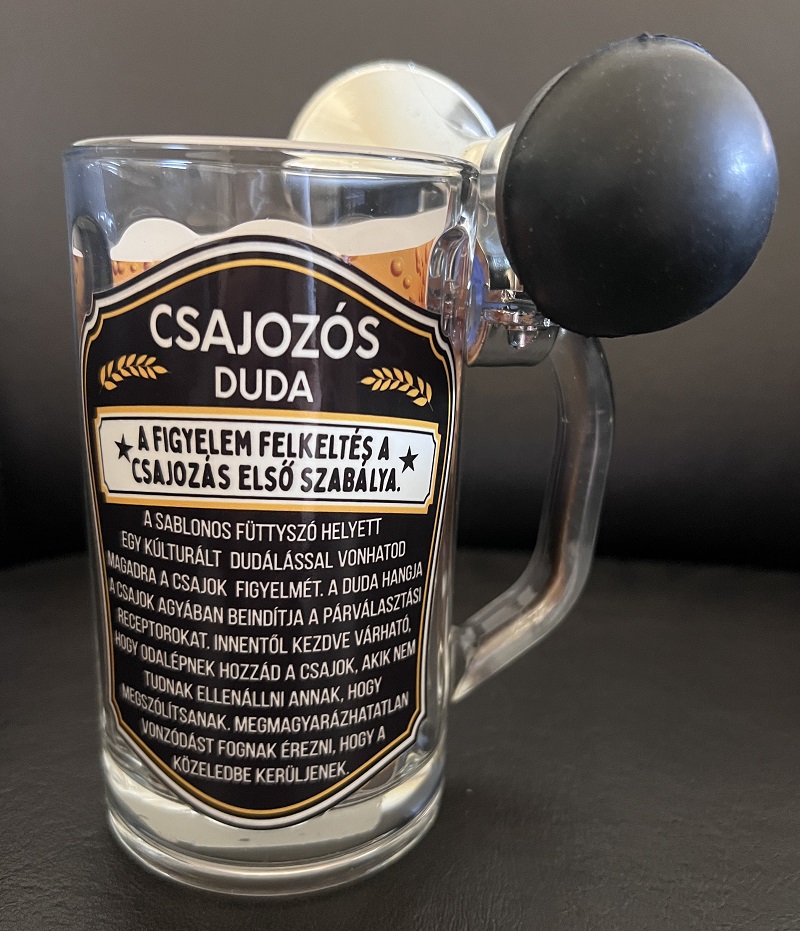 CSAJOZÓS
DUDA
A FIGYELEM FELKELTÉS A
CSAJOZÁS ELSŐ SZABÁLYA.
A SABLONOS FÜTTYSZÓ HELYETT
EGY KÚLTURÁLT DUDÁLÁSSAL VONHATOD
MAGADRA A CSAJOK FIGYELMÉT. A DUDA HANGJA
A CSAJOK AGYÁBAN BEINDÍTJA A PÁRVÁLASZTÁSI
RECEPTOROKAT. INNENTŐL KEZDVE VÁRHATÓ,
HOGY ODALÉPNEK HOZZÁD A CSAJOK, AKIK NEM
TUDNAK ELLENÁLLNI ANNAK, HOGY
MEGSZÓLÍTSANAK. MEGMAGYARÁZHATATLAN
VONZÓDÁST FOGNAK ÉREZNI, HOGY A
KÖZELEDBE KERÜLJENEK.